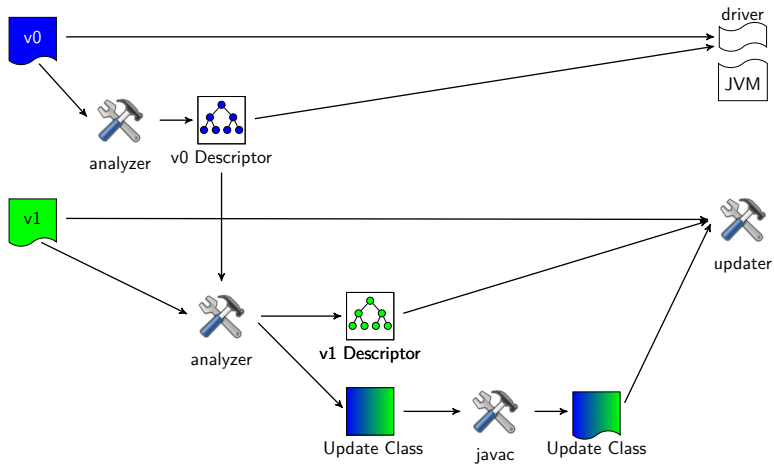 driver
v0
JVM
analyzer
v0 Descriptor
v1
updater
analyzer
v1 Descriptor
Update Class
javac
Update Class